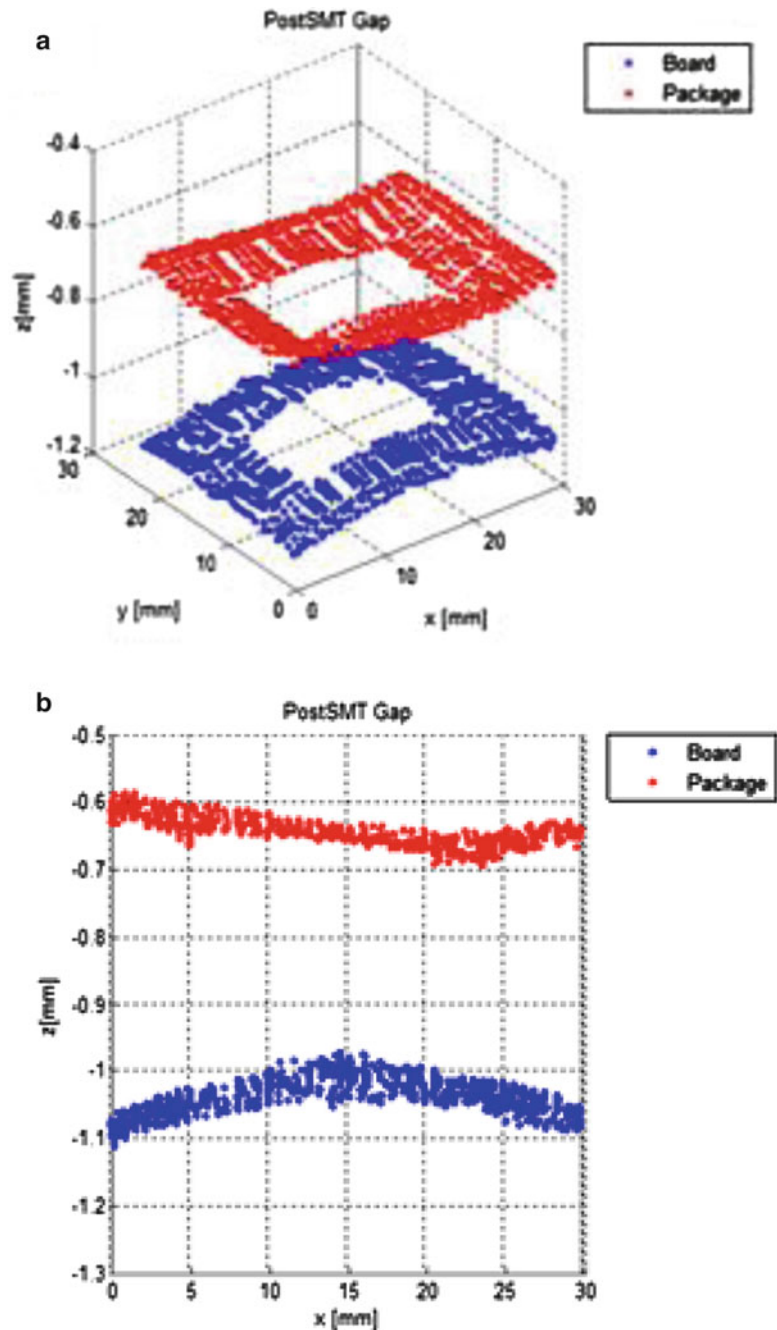 a
PostSMT Gap
Board
Package
-0.4
-0.6
-0.8
-1
-1.2
z[mm]
30
20
10
0
y [mm]
0
10
20
30
x [mm]
b
PostSMT Gap
Board
Package
-0.5
-0.6
-0.7
-0.8
-0.9
-1
-1.1
-1.2
-1.3
z[mm]
0 5 10 15 20 25 30
x [mm]